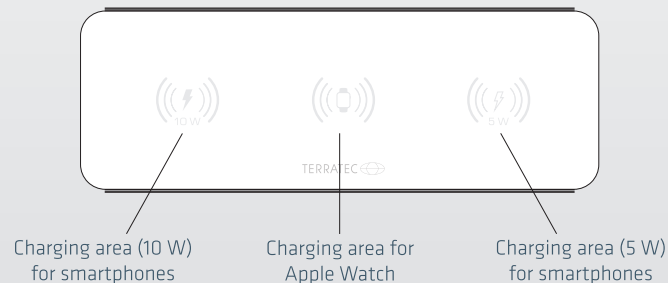 10 W
5 W
TERRATEC
Charging area (10 W)
for smartphones
Charging area for
Apple Watch
Charging area (5 W)
for smartphones